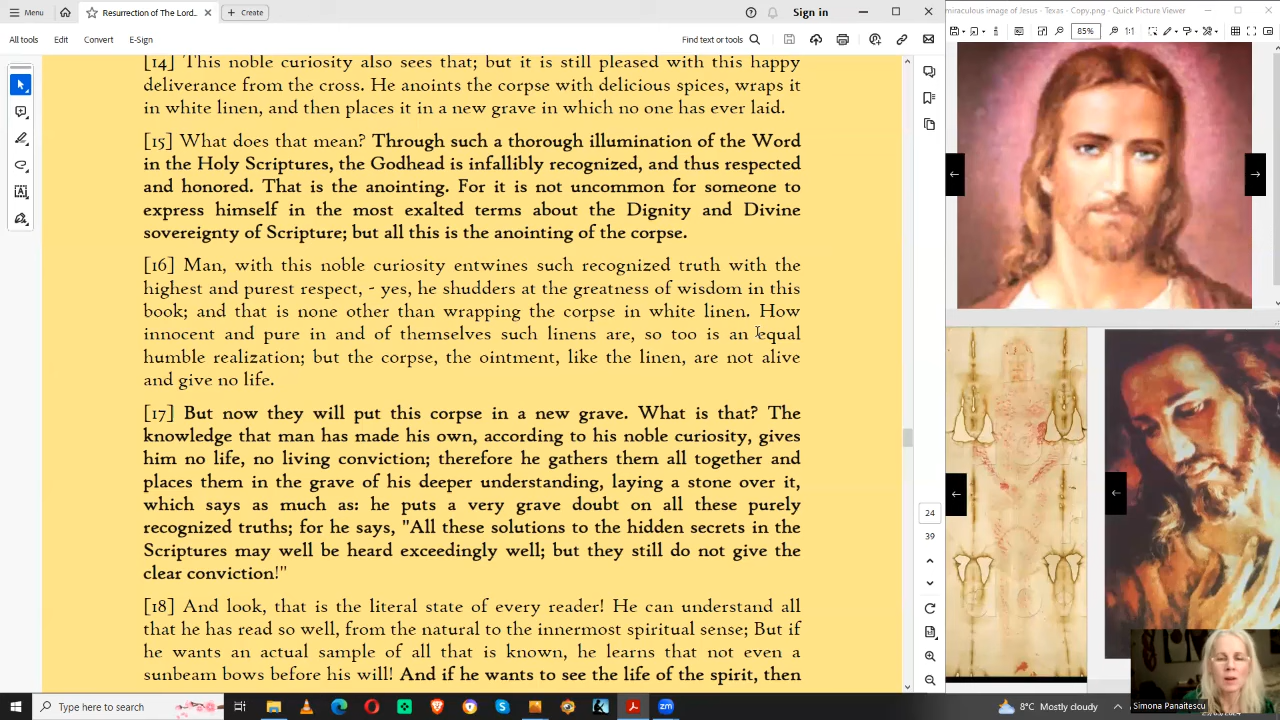 Menu
Resurrection of The Lord...
Create
Sign in
miraculous image of Jesus - Texas - Copy.png - Quick Picture Viewer
All tools
Edit
Convert
E-Sign
Find text or tools
85%
1:1
[14] This noble curiosity also sees that; but it is still pleased with this happy
deliverance from the cross. He anoints the corpse with delicious spices, wraps it
in white linen, and then places it in a new grave in which no one has ever laid.
[15] What does that mean? Through such a thorough illumination of the Word
in the Holy Scriptures, the Godhead is infallibly recognized, and thus respected
and honored. That is the anointing. For it is not uncommon for someone to
express himself in the most exalted terms about the Dignity and Divine
sovereignty of Scripture; but all this is the anointing of the corpse.
[16] Man, with this noble curiosity entwines such recognized truth with the
highest and purest respect, - yes, he shudders at the greatness of wisdom in this
book; and that is none other than wrapping the corpse in white linen. How
innocent and pure in and of themselves such linens are, so too is an equal
humble realization; but the corpse, the ointment, like the linen, are not alive
and give no life.
[17] But now they will put this corpse in a new grave. What is that? The
knowledge that man has made his own, according to his noble curiosity, gives
him no life, no living conviction; therefore he gathers them all together and
places them in the grave of his deeper understanding, laying a stone over it,
which says as much as: he puts a very grave doubt on all these purely
recognized truths; for he says, "All these solutions to the hidden secrets in the
Scriptures may well be heard exceedingly well; but they still do not give the
clear conviction!"
[18] And look, that is the literal state of every reader! He can understand all
that he has read so well, from the natural to the innermost spiritual sense; But if
he wants an actual sample of all that is known, he learns that not even a
sunbeam bows before his will! And if he wants to see the life of the spirit, then
24
39
Type here to search
8°C Mostly cloudy
Simona Panaitescu